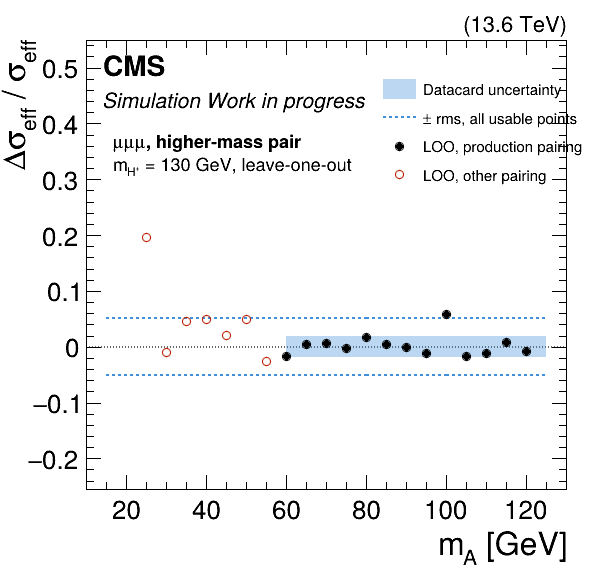 (13.6 TeV)
CMS
Simulation Work in progress
μμμ, higher-mass pair
m_H⁺ = 130 GeV, leave-one-out
Datacard uncertainty
± rms, all usable points
LOO, production pairing
LOO, other pairing
Δσ_eff / σ_eff
0.5
0.4
0.3
0.2
0.1
0
−0.1
−0.2
20 40 60 80 100 120
m_A [GeV]